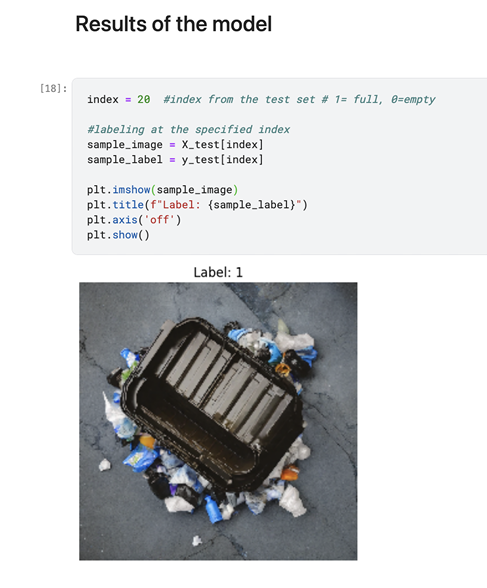 Results of the model
[18]:
index = 20  #index from the test set # 1= full, 0=empty
#labeling at the specified index
sample_image = X_test[index]
sample_label = y_test[index]
plt.imshow(sample_image)
plt.title(f"Label: {sample_label}")
plt.axis('off')
plt.show()
Label: 1